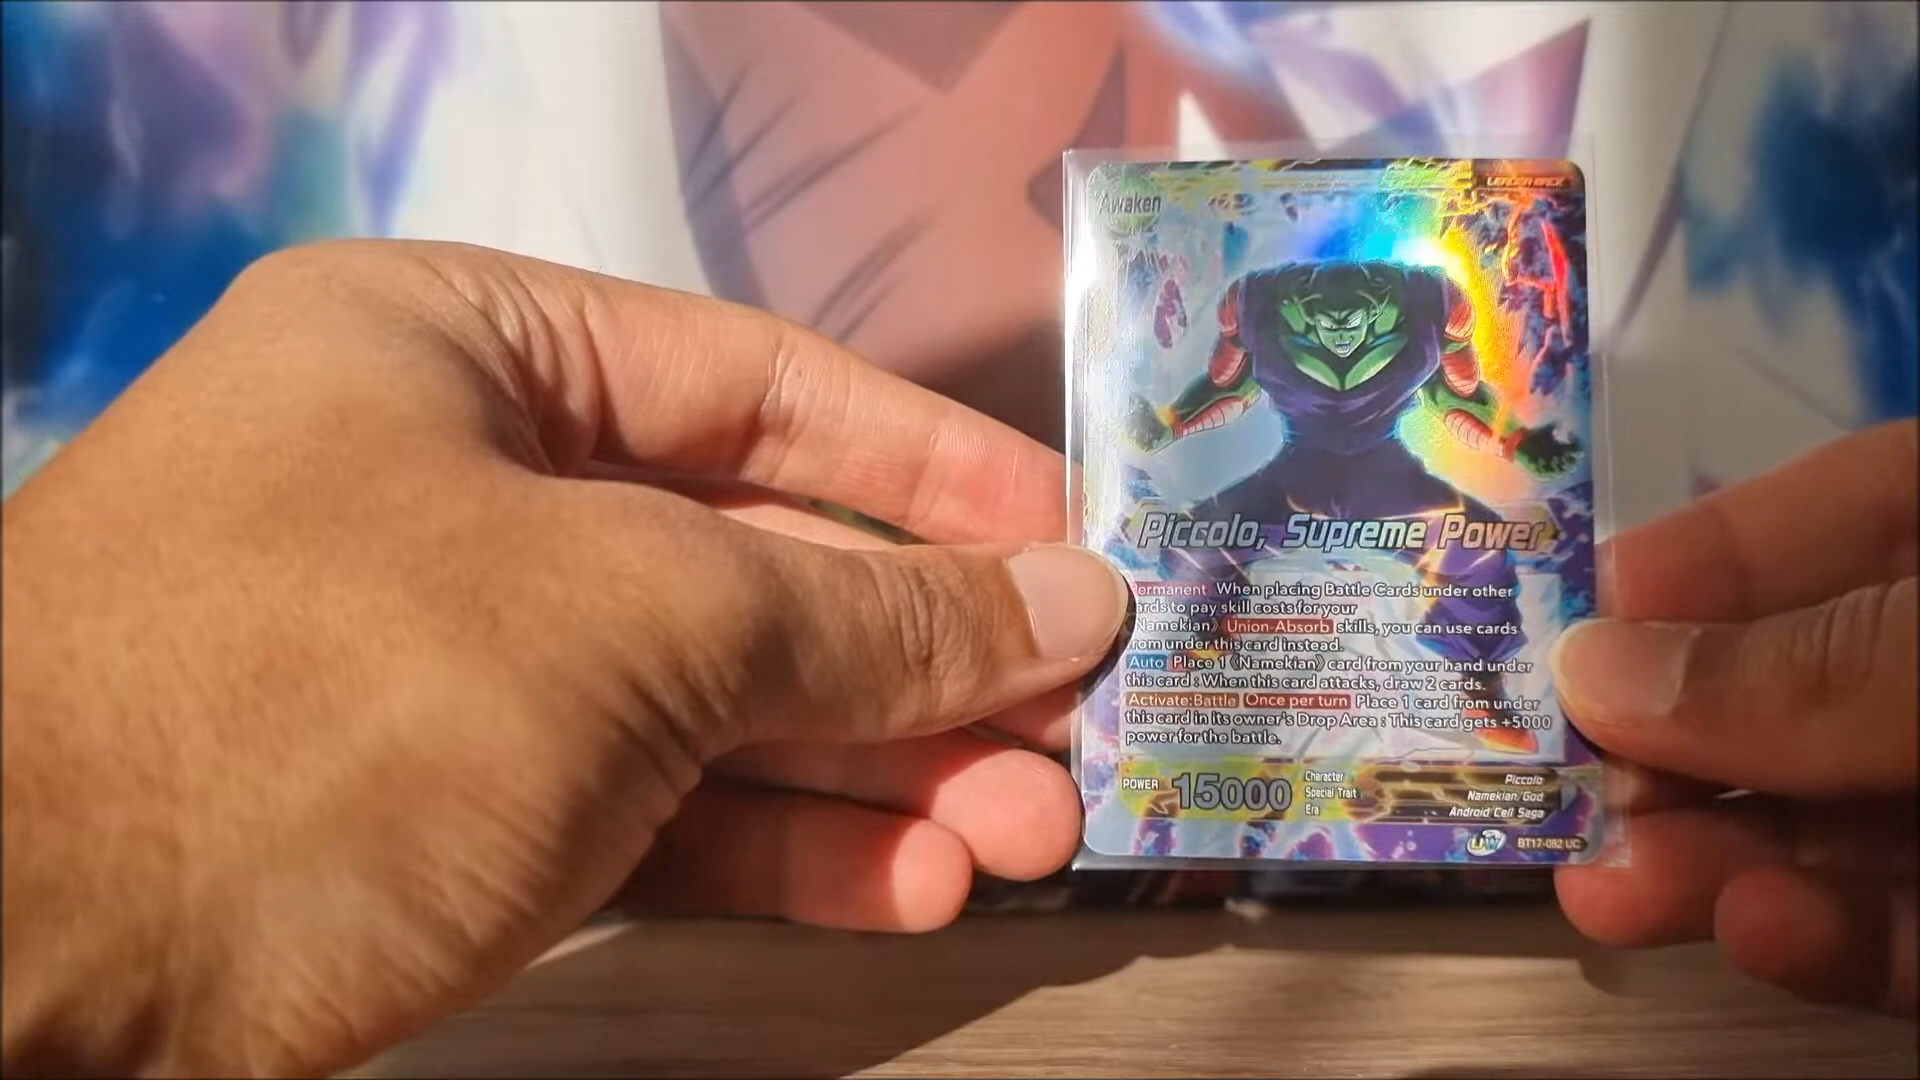 LEADER BACK
Awaken
Piccolo, Supreme Power
Permanent When placing Battle Cards under other
cards to pay skill costs for your
《Namekian》 Union-Absorb skills, you can use cards
from under this card instead.
Auto Place 1 《Namekian》 card from your hand under
this card : When this card attacks, draw 2 cards.
Activate:Battle Once per turn Place 1 card from under
this card in its owner's Drop Area : This card gets +5000
power for the battle.
POWER 15000
Character Piccolo
Special Trait Namekian/God
Era Android Cell Saga
UW BT17-082 UC